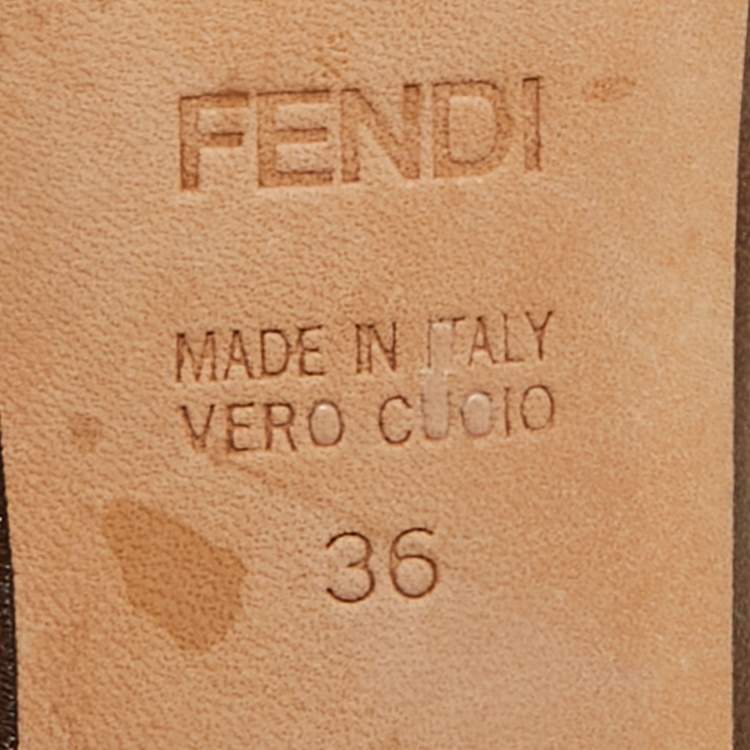 FENDI
MADE IN ITALY
VERO CUOIO
36